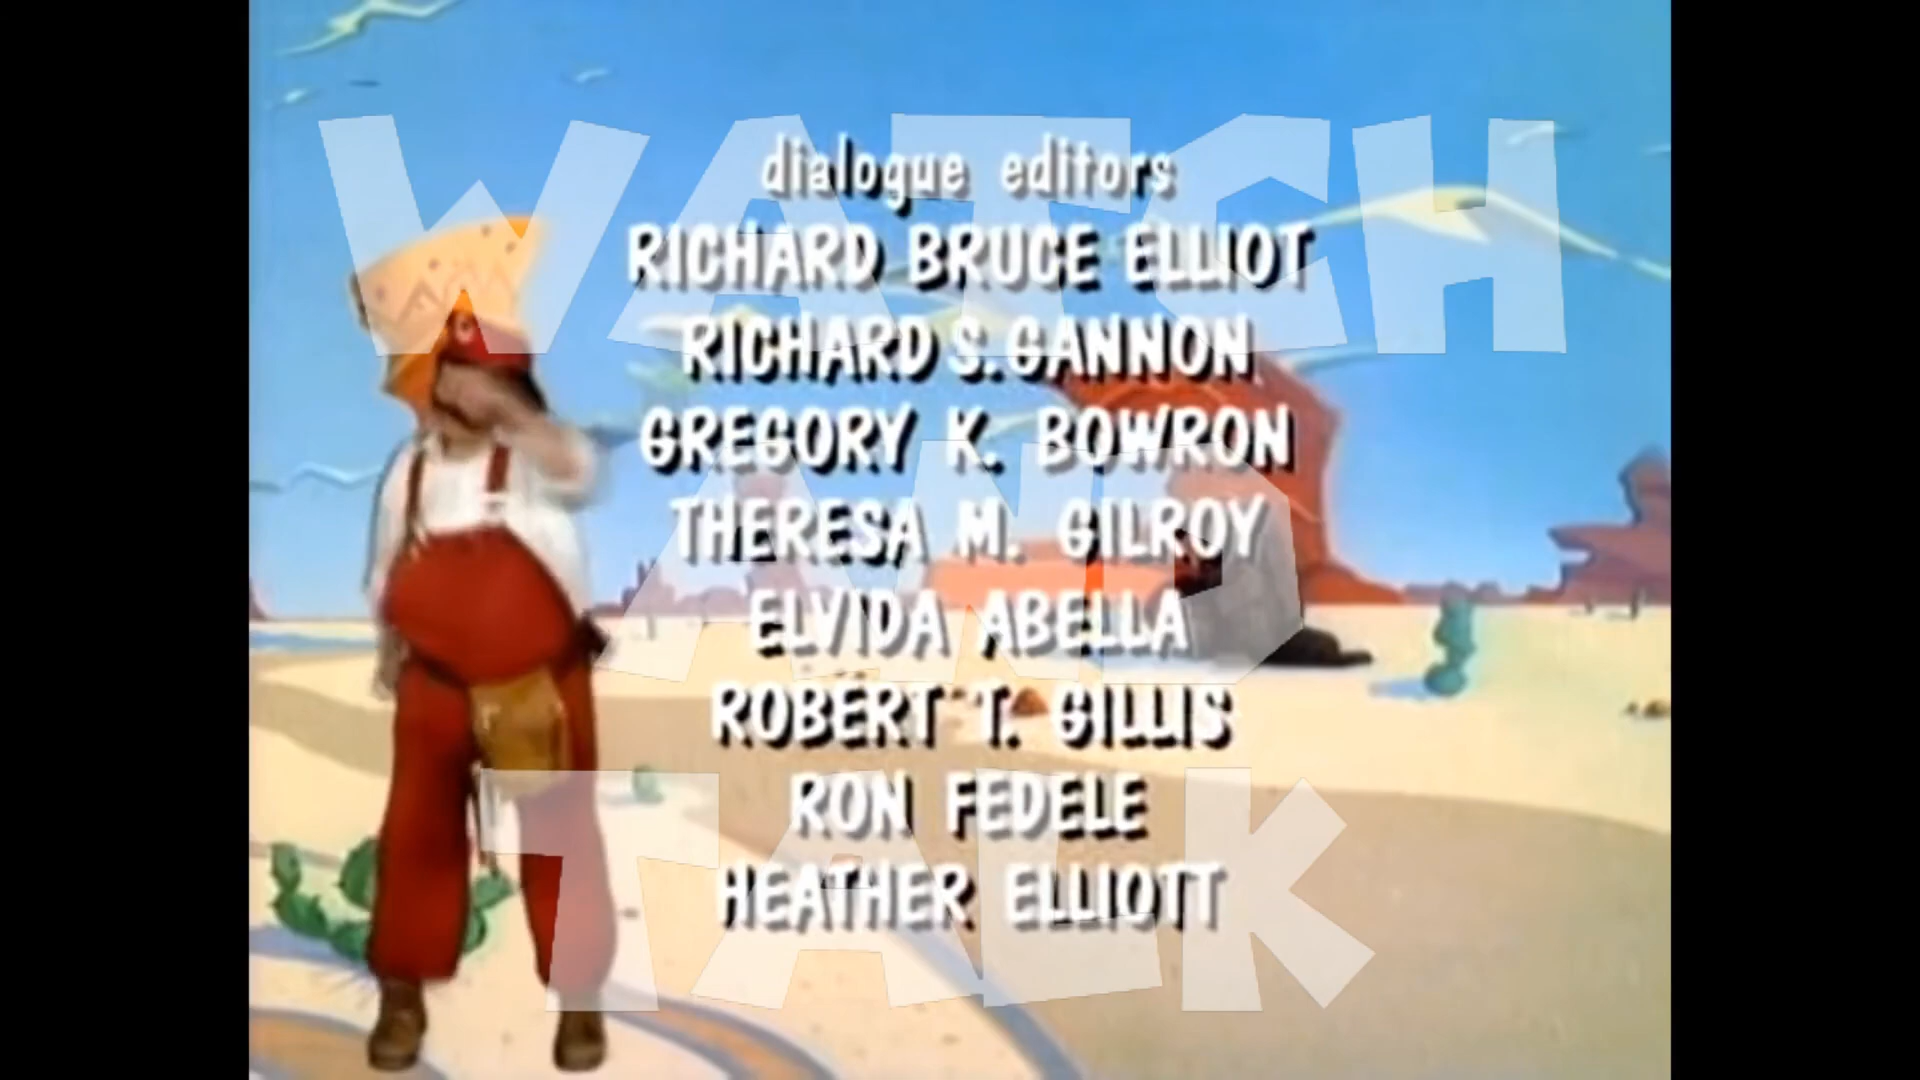 WATCH
AND
TALK
dialogue editors
RICHARD BRUCE ELLIOT
RICHARD S. GANNON
GREGORY K. BOWRON
THERESA M. GILROY
ELVIDA ABELLA
ROBERT T. GILLIS
RON FEDELE
HEATHER ELLIOTT